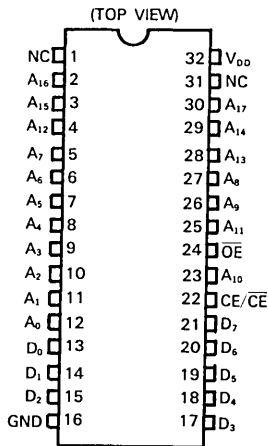 (TOP VIEW)
NC 1 32 V_DD
A₁₆ 2 31 NC
A₁₅ 3 30 A₁₇
A₁₂ 4 29 A₁₄
A₇ 5 28 A₁₃
A₆ 6 27 A₈
A₅ 7 26 A₉
A₄ 8 25 A₁₁
A₃ 9 24 O̅E̅
A₂ 10 23 A₁₀
A₁ 11 22 CE/C̅E̅
A₀ 12 21 D₇
D₀ 13 20 D₆
D₁ 14 19 D₅
D₂ 15 18 D₄
GND 16 17 D₃